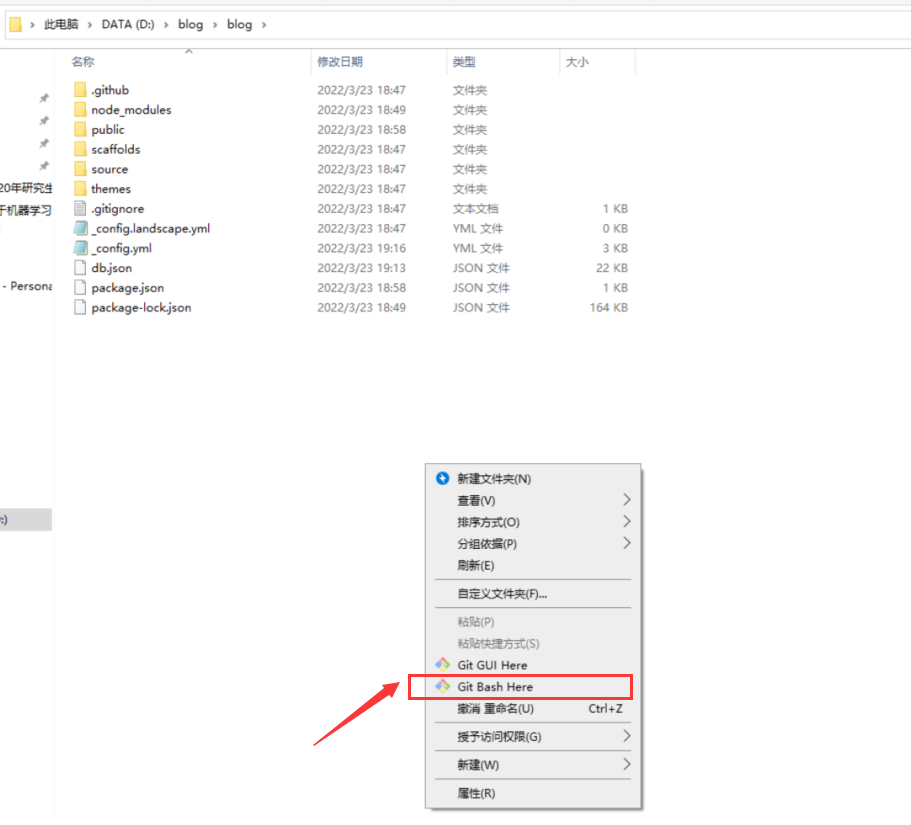 此电脑 › DATA (D:) › blog › blog ›
名称 修改日期 类型 大小
.github 2022/3/23 18:47 文件夹
node_modules 2022/3/23 18:49 文件夹
public 2022/3/23 18:58 文件夹
scaffolds 2022/3/23 18:47 文件夹
source 2022/3/23 18:47 文件夹
themes 2022/3/23 18:47 文件夹
.gitignore 2022/3/23 18:47 文本文档 1 KB
_config.landscape.yml 2022/3/23 18:47 YML 文件 0 KB
_config.yml 2022/3/23 19:16 YML 文件 3 KB
db.json 2022/3/23 19:13 JSON 文件 22 KB
package.json 2022/3/23 18:58 JSON 文件 1 KB
package-lock.json 2022/3/23 18:49 JSON 文件 164 KB
20年研究生
于机器学习
- Persona
:)
新建文件夹(N)
查看(V)
排序方式(O)
分组依据(P)
刷新(E)
自定义文件夹(F)...
粘贴(P)
粘贴快捷方式(S)
Git GUI Here
Git Bash Here
撤消 重命名(U) Ctrl+Z
授予访问权限(G)
新建(W)
属性(R)